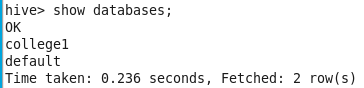 hive> show databases;
OK
college1
default
Time taken: 0.236 seconds, Fetched: 2 row(s)